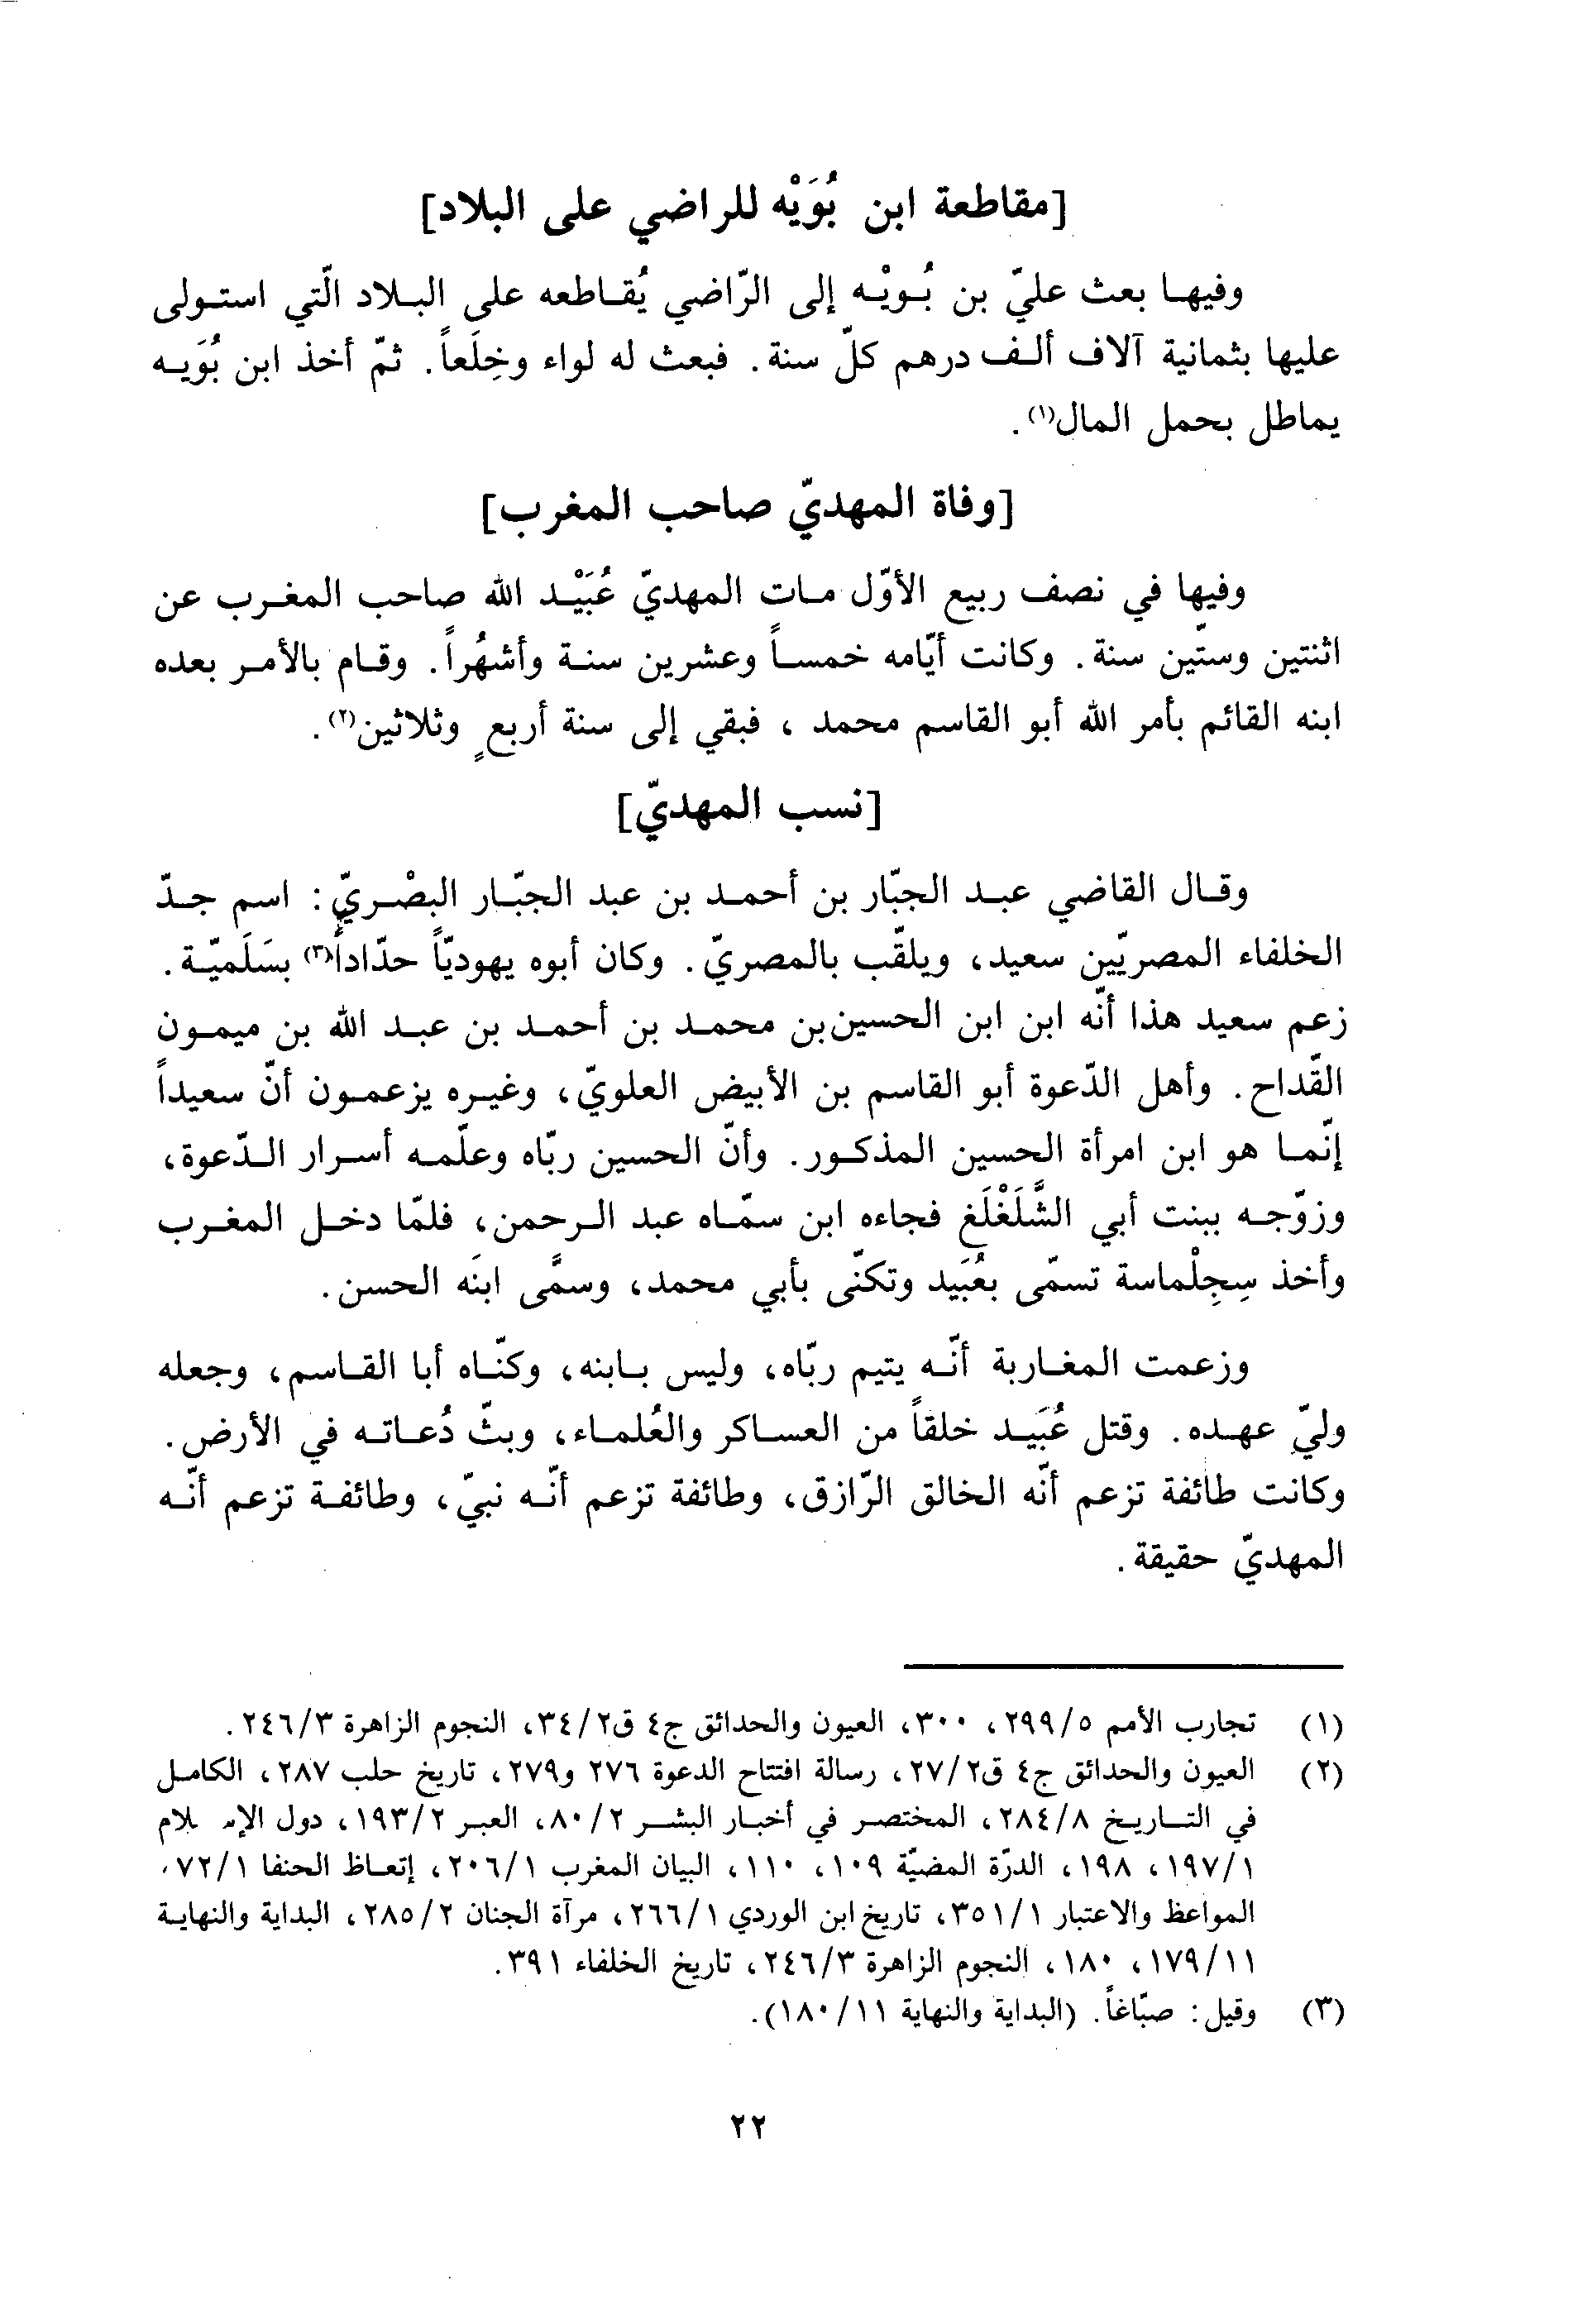 [مقاطعة ابن بُوَيْه للراضي على البلاد]
وفيها بعث عليّ بن بُويْه إلى الرّاضي يُقاطعه على البلاد الّتي استولى
عليها بثمانية آلاف ألف درهم كلّ سنة. فبعث له لواء وخِلَعاً. ثمّ أخذ ابن بُوَيه
يماطل بحمل المال(١).
[وفاة المهديّ صاحب المغرب]
وفيها في نصف ربيع الأوّل مات المهديّ عُبَيْد الله صاحب المغرب عن
اثنتين وستّين سنة. وكانت أيّامه خمساً وعشرين سنة وأشهُراً. وقام بالأمر بعده
ابنه القائم بأمر الله أبو القاسم محمد، فبقي إلى سنة أربعٍ وثلاثين(٢).
[نسب المهديّ]
وقال القاضي عبد الجبّار بن أحمد بن عبد الجبّار البصْريّ: اسم جدّ
الخلفاء المصريّين سعيد، ويلقّب بالمصريّ. وكان أبوه يهوديّاً حدّاداً(٣) بسَلَميّة.
زعم سعيد هذا أنّه ابن ابن الحسين بن محمد بن أحمد بن عبد الله بن ميمون
القّداح. وأهل الدّعوة أبو القاسم بن الأبيض العلويّ، وغيره يزعمون أنّ سعيداً
إنّما هو ابن امرأة الحسين المذكور. وأنّ الحسين ربّاه وعلّمه أسرار الدّعوة،
وزوّجه ببنت أبي الشَّلَغْلَغ فجاءه ابن سمّاه عبد الرحمن، فلمّا دخل المغرب
وأخذ سِجِلْماسة تسمّى بعُبَيد وتكنّى بأبي محمد، وسمَّى ابنَه الحسن.
وزعمت المغاربة أنّه يتيم ربّاه، وليس بابنه، وكنّاه أبا القاسم، وجعله
وليّ عهده. وقتل عُبَيد خلقاً من العساكر والعُلماء، وبثّ دُعاته في الأرض.
وكانت طائفة تزعم أنّه الخالق الرّازق، وطائفة تزعم أنّه نبيّ، وطائفة تزعم أنّه
المهديّ حقيقة.
(١) تجارب الأمم ٢٩٩/٥، ٣٠٠، العيون والحدائق ج٤ ق٣٤/٢، النجوم الزاهرة ٢٤٦/٣.
(٢) العيون والحدائق ج٤ ق٢٧/٢، رسالة افتتاح الدعوة ٢٧٦ و٢٧٩، تاريخ حلب ٢٨٧، الكامل
في التاريخ ٢٨٤/٨، المختصر في أخبار البشر ٨٠/٢، العبر ١٩٣/٢، دول الإسلام
١٩٧/١، ١٩٨، الدرّة المضيّة ١٠٩، ١١٠، البيان المغرب ٢٠٦/١، إتعاظ الحنفا ٧٢/١،
المواعظ والاعتبار ٣٥١/١، تاريخ ابن الوردي ٢٦٦/١، مرآة الجنان ٢٨٥/٢، البداية والنهاية
١٧٩/١١، ١٨٠، النجوم الزاهرة ٢٤٦/٣، تاريخ الخلفاء ٣٩١.
(٣) وقيل: صبّاغاً. (البداية والنهاية ١٨٠/١١).
٢٢